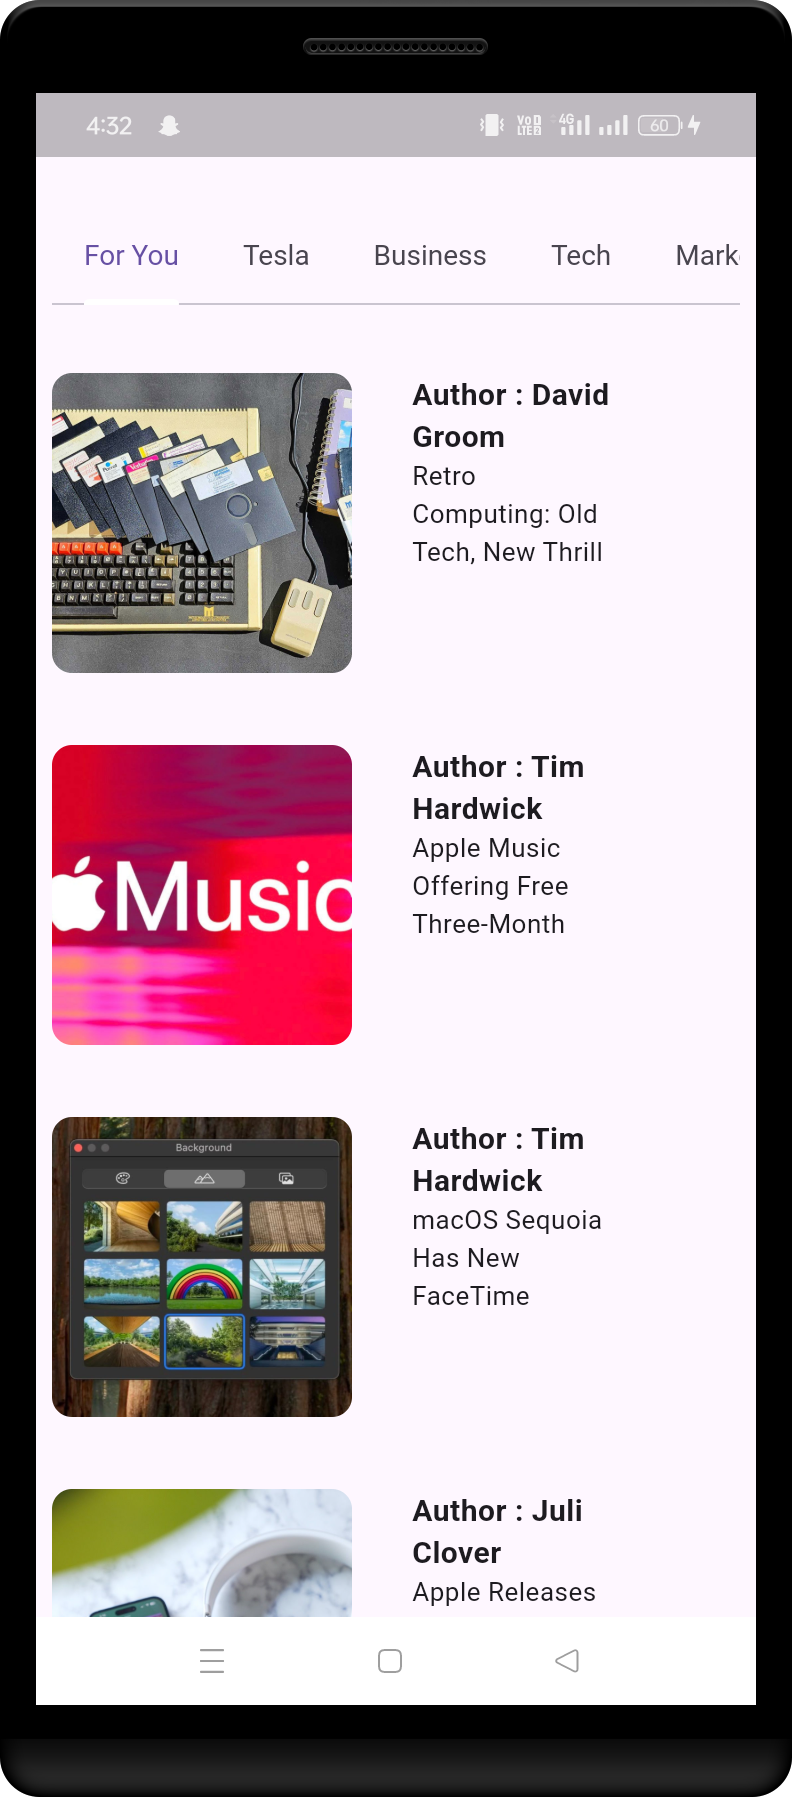 4:32
Vo
LTE 2
4G
60
For You Tesla Business Tech Mark
Author : David
Groom
Retro
Computing: Old
Tech, New Thrill
Music
Author : Tim
Hardwick
Apple Music
Offering Free
Three-Month
Background
Author : Tim
Hardwick
macOS Sequoia
Has New
FaceTime
Author : Juli
Clover
Apple Releases